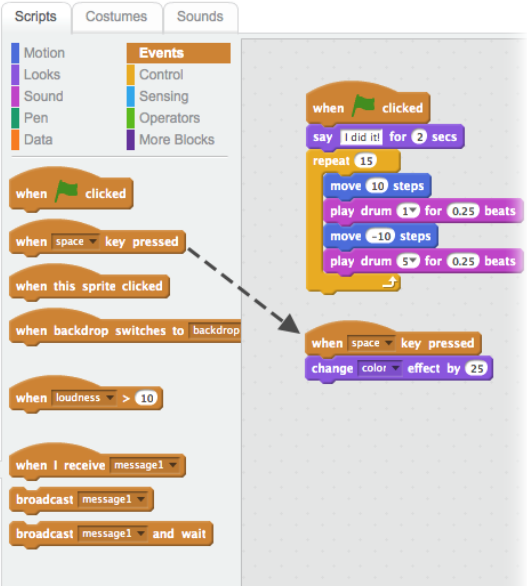 Scripts Costumes Sounds
Motion Events
Looks Control
Sound Sensing
Pen Operators
Data More Blocks
when clicked
when space key pressed
when this sprite clicked
when backdrop switches to backdrop
when loudness > 10
when I receive message1
broadcast message1
broadcast message1 and wait
when clicked
say I did it! for 2 secs
repeat 15
move 10 steps
play drum 1 for 0.25 beats
move -10 steps
play drum 5 for 0.25 beats
when space key pressed
change color effect by 25